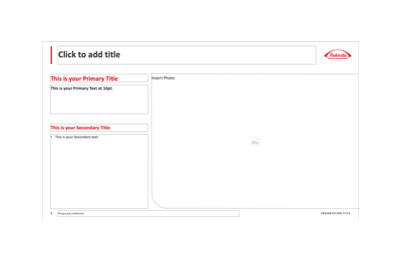 Click to add title
Takeda
This is your Primary Title
This is your Primary Text at 14pt.
Insert Photo
This is your Secondary Title
• This is your Secondary text.
Private and confidential
PRESENTATION TITLE